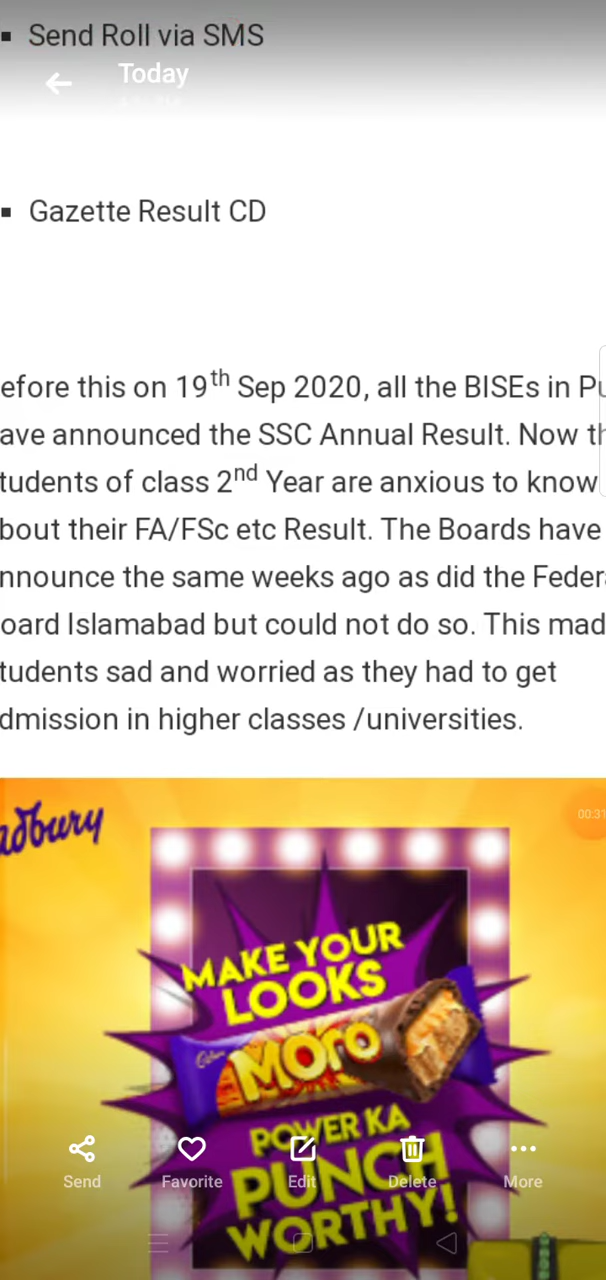 Send Roll via SMS
Today
Gazette Result CD
efore this on 19th Sep 2020, all the BISEs in Pu
ave announced the SSC Annual Result. Now th
tudents of class 2nd Year are anxious to know
bout their FA/FSc etc Result. The Boards have
nnounce the same weeks ago as did the Feder
oard Islamabad but could not do so. This mad
tudents sad and worried as they had to get
dmission in higher classes /universities.
adbury
00:31
MAKE YOUR
LOOKS
Cadbury
MORO
POWER KA
PUNCH
WORTHY!
Send Favorite Edit Delete More